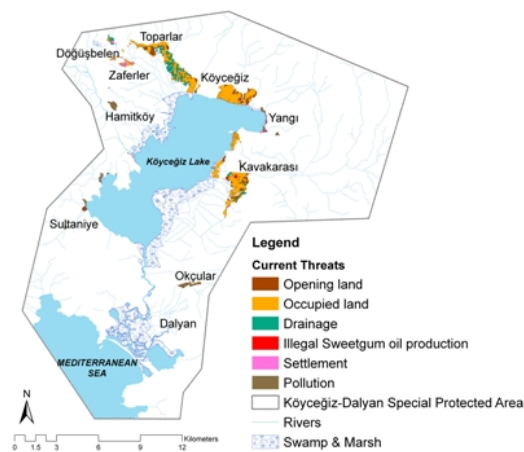 Toparlar
Döğüşbelen
Zaferler
Köyceğiz
Hamitköy
Yangı
Köyceğiz Lake
Kavakarası
Sultaniye
Legend
Current Threats
Okçular
Opening land
Occupied land
Drainage
Dalyan
Illegal Sweetgum oil production
Settlement
MEDITERRANEAN
SEA
Pollution
Köyceğiz-Dalyan Special Protected Area
N
Rivers
Kilometers
0 1.5 3 6 9 12
Swamp & Marsh